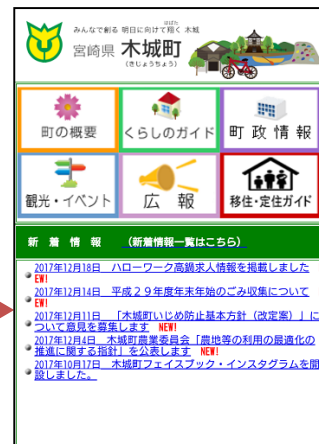 みんなで創る 明日に向けて翔く 木城
はばた
宮崎県 木城町
(きじょうちょう)
町の概要
くらしのガイド
町政情報
観光・イベント
広報
移住・定住ガイド
新着情報 (新着情報一覧はこちら)
2017年12月18日 ハローワーク高鍋求人情報を掲載しました
EW!
2017年12月14日 平成29年度年末年始のごみ収集について
EW!
2017年12月11日 「木城町いじめ防止基本方針(改定案)」に
ついて意見を募集します NEW!
2017年12月4日 木城町農業委員会「農地等の利用の最適化の
推進に関する指針」を公表します NEW!
2017年10月17日 木城町フェイスブック・インスタグラムを開
設しました。